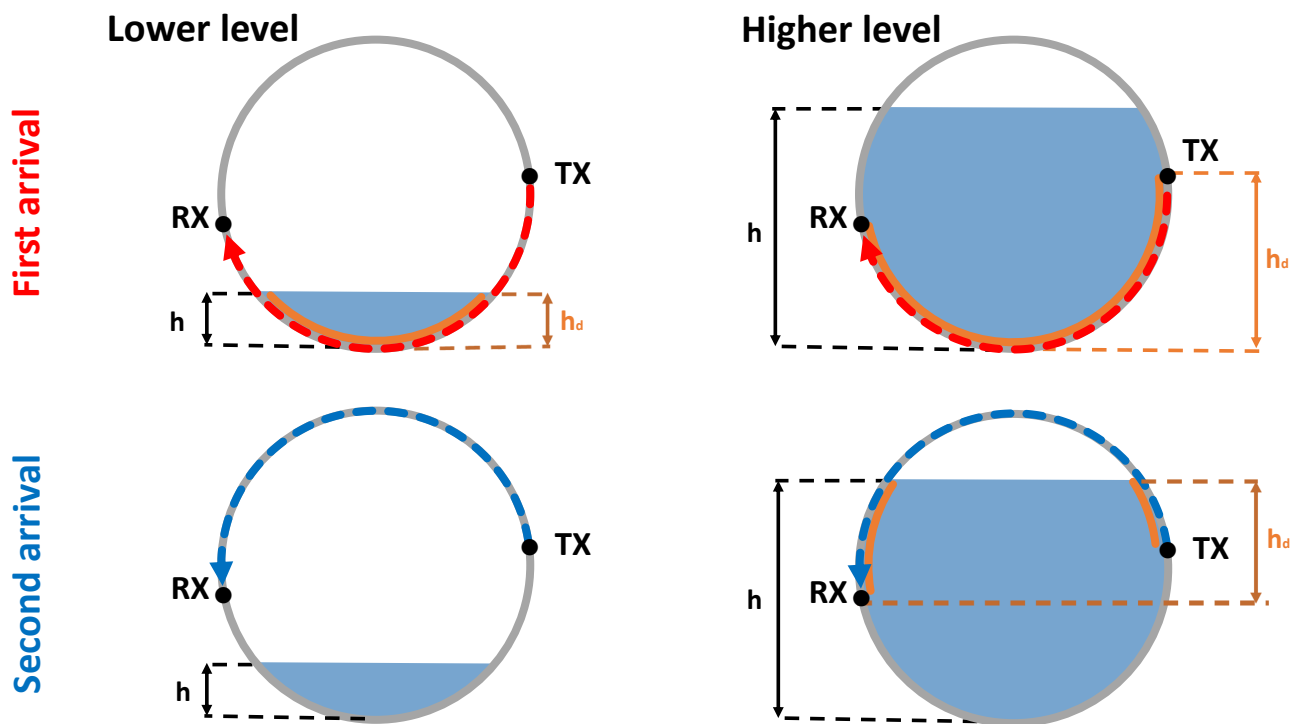 Lower level
Higher level
First arrival
TX
RX
h
hd
TX
RX
h
hd
Second arrival
TX
RX
h
TX
RX
h
hd